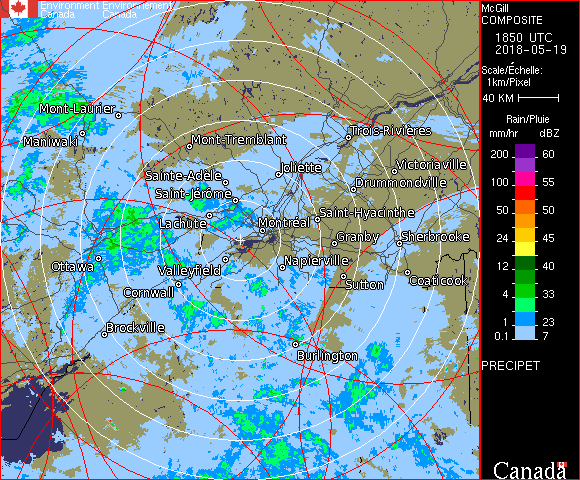 Environment Environnement
Canada Canada
McGill
COMPOSITE
1850 UTC
2018-05-19
Scale/Échelle:
1km/Pixel
40 KM
Rain/Pluie
mm/hr dBZ
200 60
100 55
50 50
24 45
12 40
4 33
1 23
0.1 7
PRECIPET
Canada
Mont-Laurier
Maniwaki
Mont-Tremblant
Trois-Rivières
Joliette
Victoriaville
Sainte-Adèle
Drummondville
Saint-Jérôme
Saint-Hyacinthe
Lachute
Montréal
Granby
Sherbrooke
Ottawa
Valleyfield
Napierville
Sutton
Coaticook
Cornwall
Brockville
Burlington